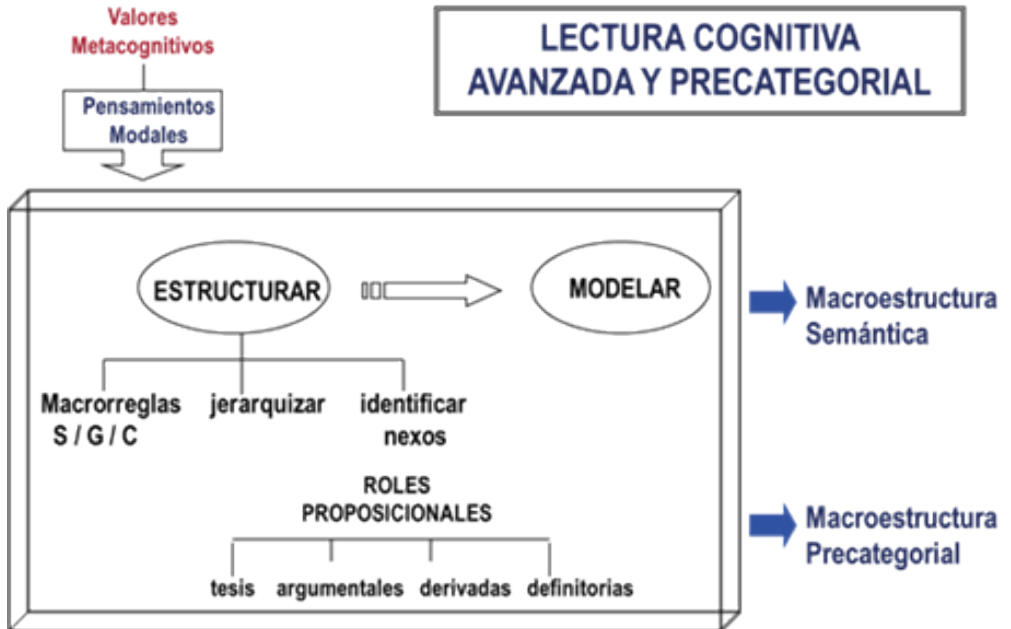 Valores
Metacognitivos
LECTURA COGNITIVA
AVANZADA Y PRECATEGORIAL
Pensamientos
Modales
ESTRUCTURAR
MODELAR
Macroestructura
Semántica
Macrorreglas
S / G / C
jerarquizar
identificar
nexos
ROLES
PROPOSICIONALES
Macroestructura
Precategorial
tesis argumentales derivadas definitorias